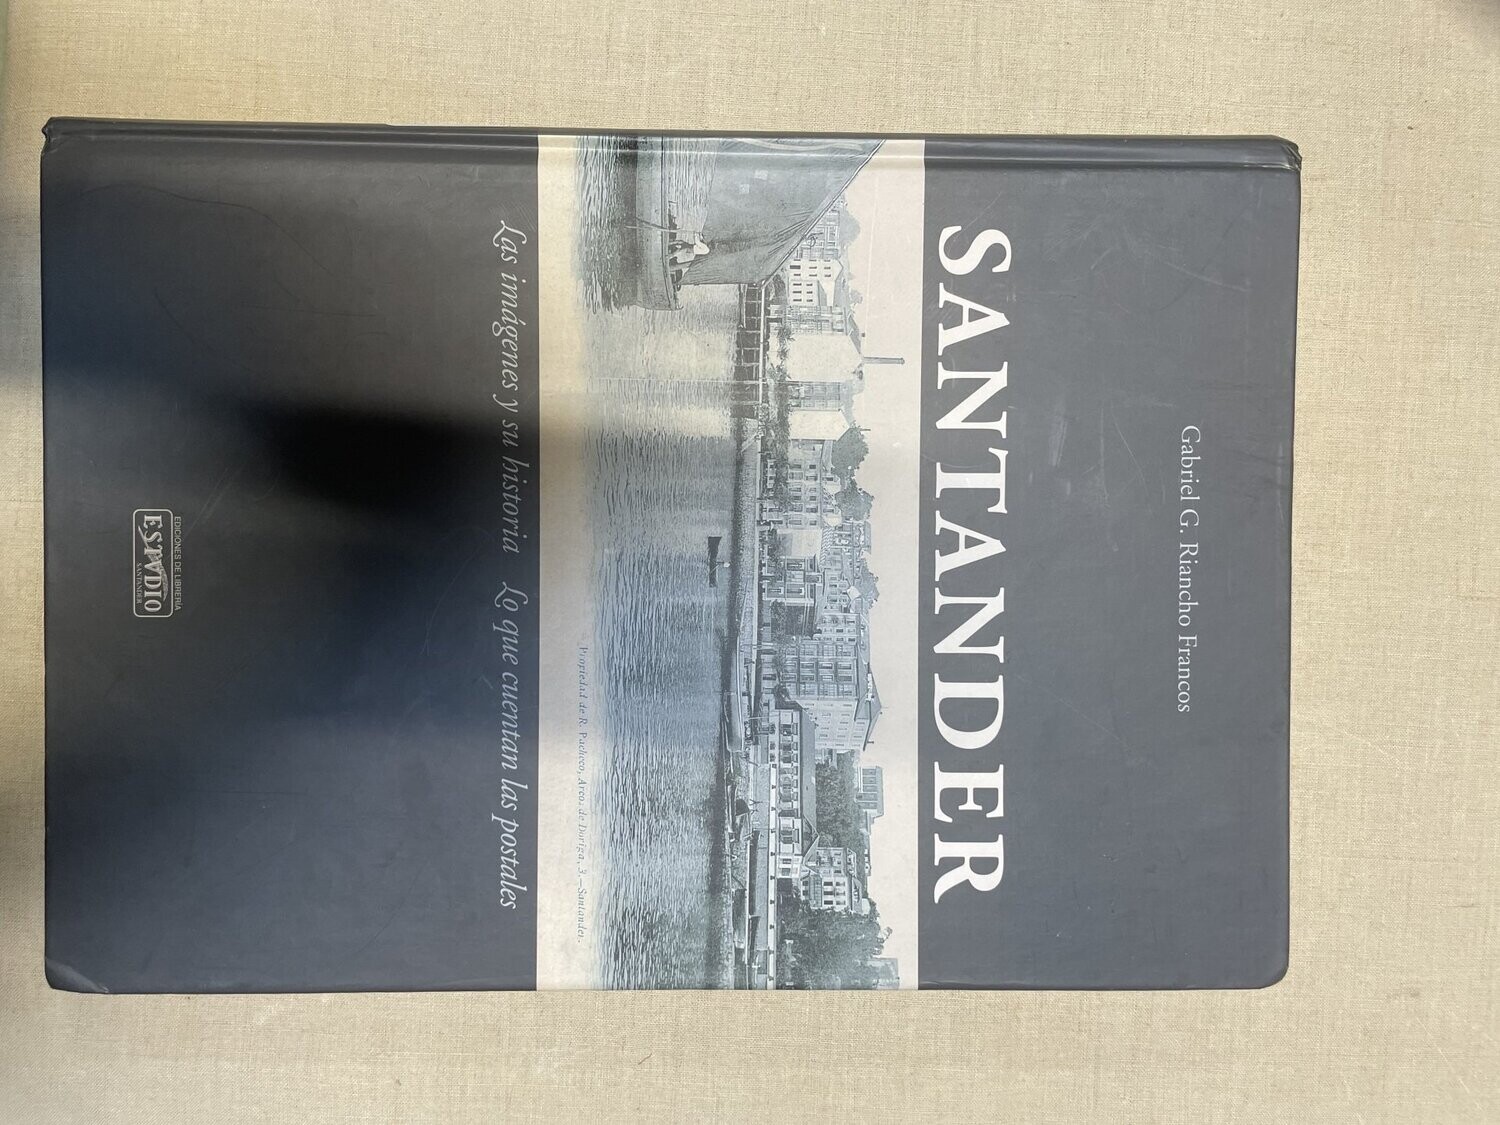 Gabriel G. Riancho Francos
SANTANDER
Propiedad de R. Pacheco, Arco. de Doriga, 3.—Santander.
Las imágenes y su historia Lo que cuentan las postales
EDICIONES DE LIBRERÍA
ESTVDIO
SANTANDER